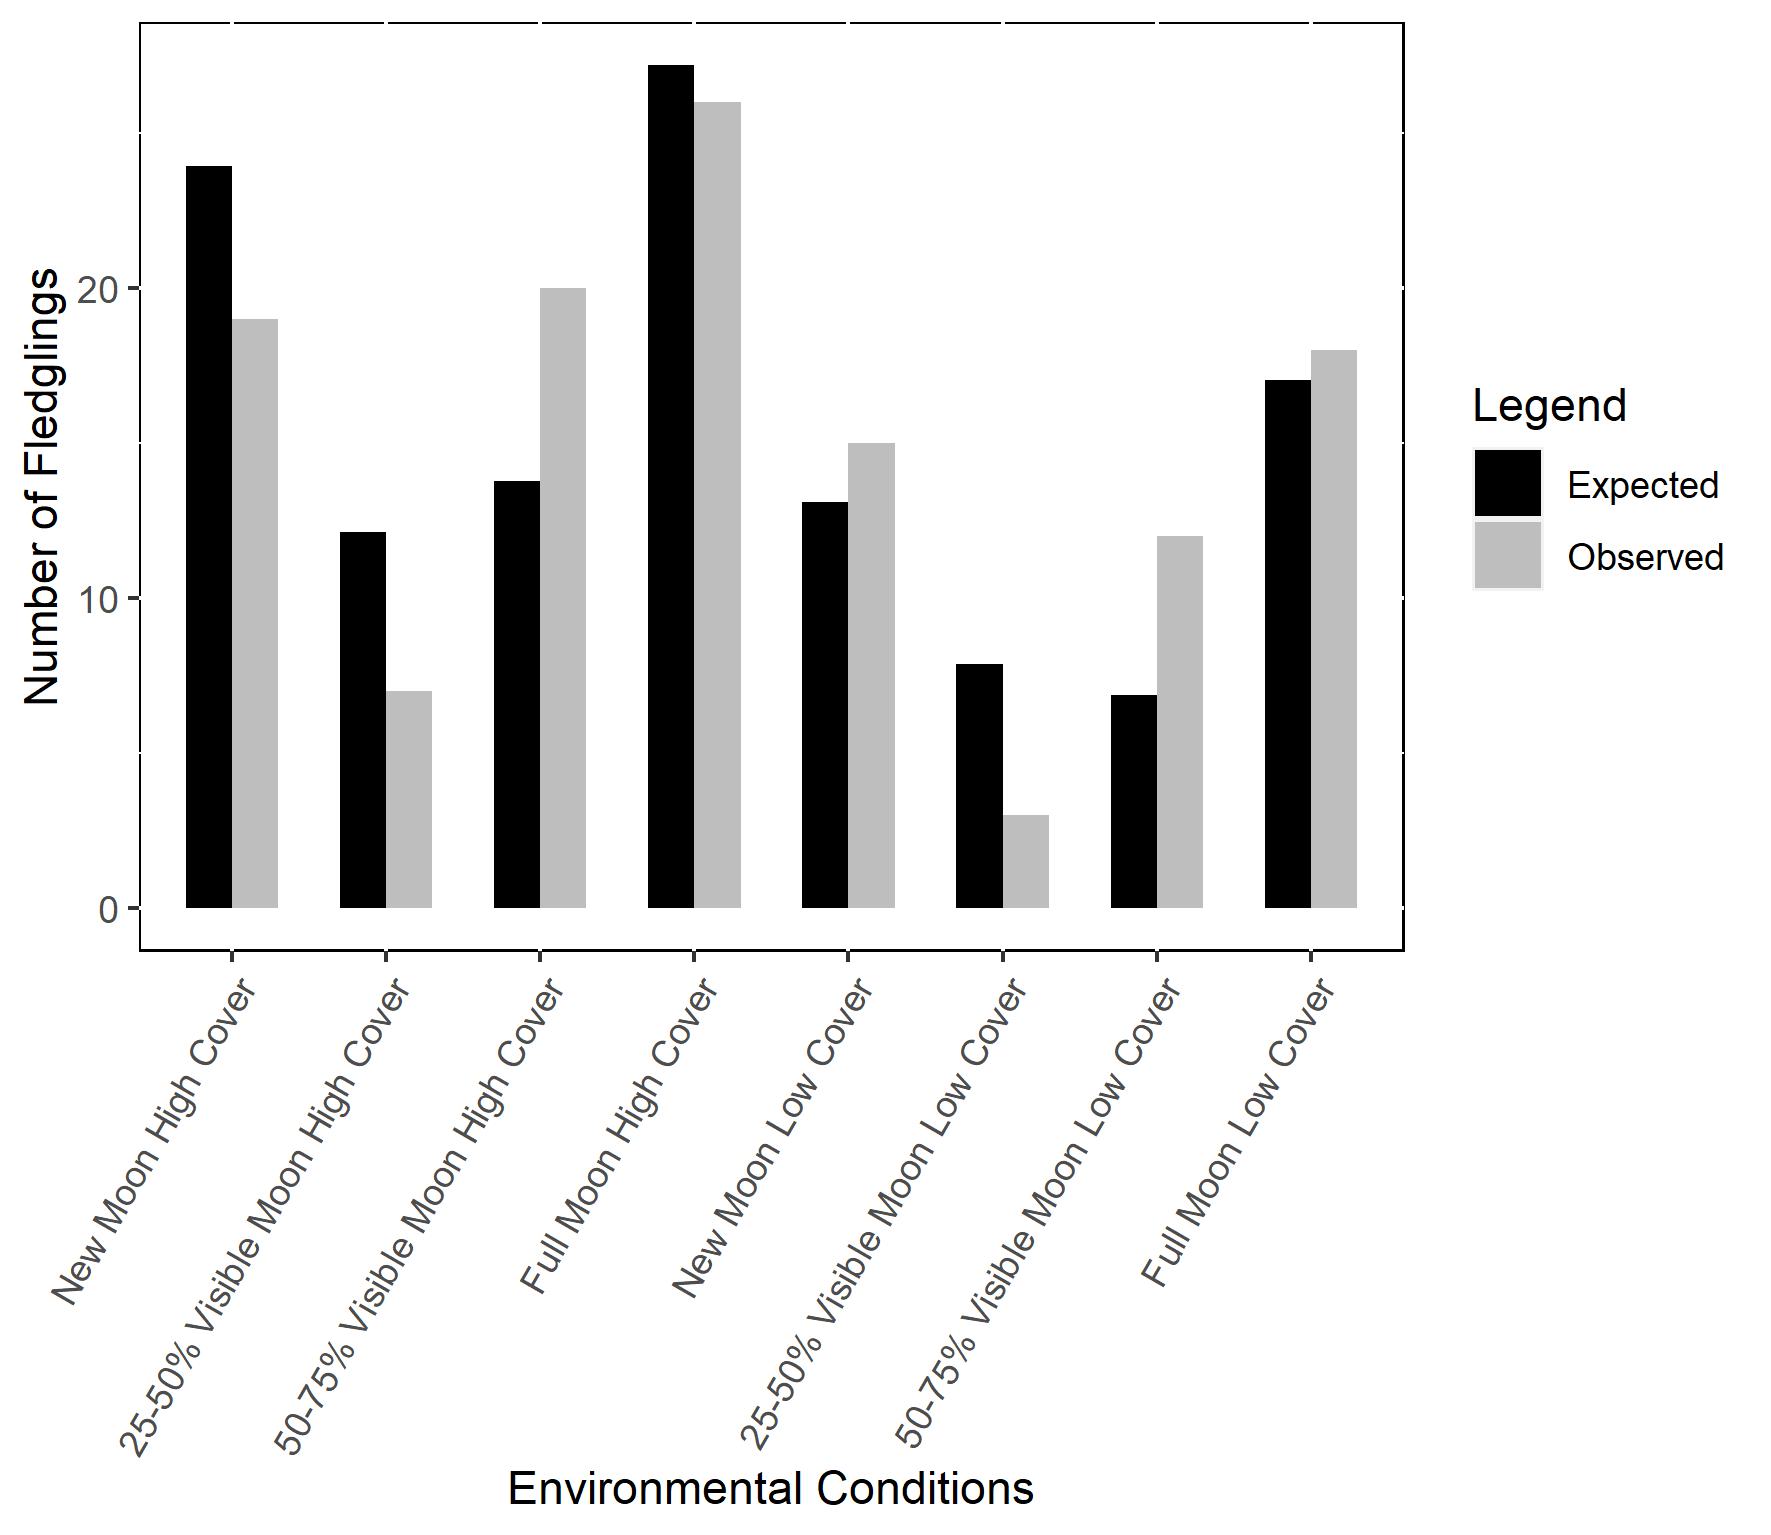 Number of Fledglings
20
10
0
New Moon High Cover
25-50% Visible Moon High Cover
50-75% Visible Moon High Cover
Full Moon High Cover
New Moon Low Cover
25-50% Visible Moon Low Cover
50-75% Visible Moon Low Cover
Full Moon Low Cover
Environmental Conditions
Legend
Expected
Observed